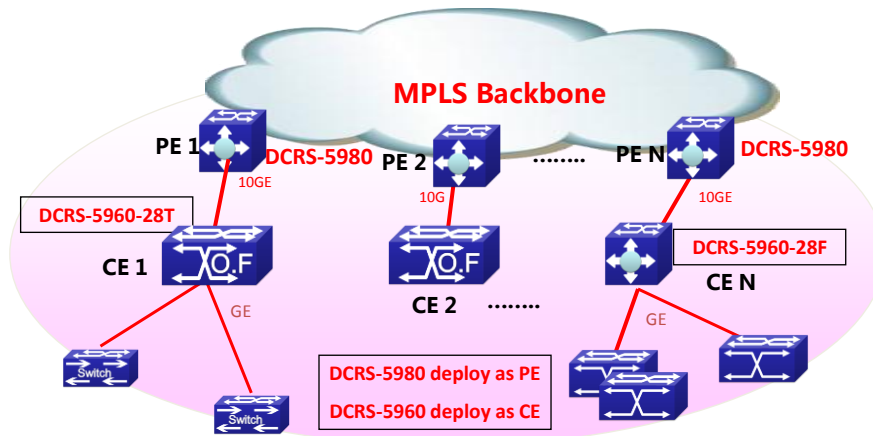 MPLS Backbone
PE 1
DCRS-5980
PE 2
........
PE N
DCRS-5980
10GE
10G
10GE
DCRS-5960-28T
DCRS-5960-28F
CE 1
O.F
O.F
CE 2
........
CE N
GE
GE
Switch
Switch
DCRS-5980 deploy as PE
DCRS-5960 deploy as CE